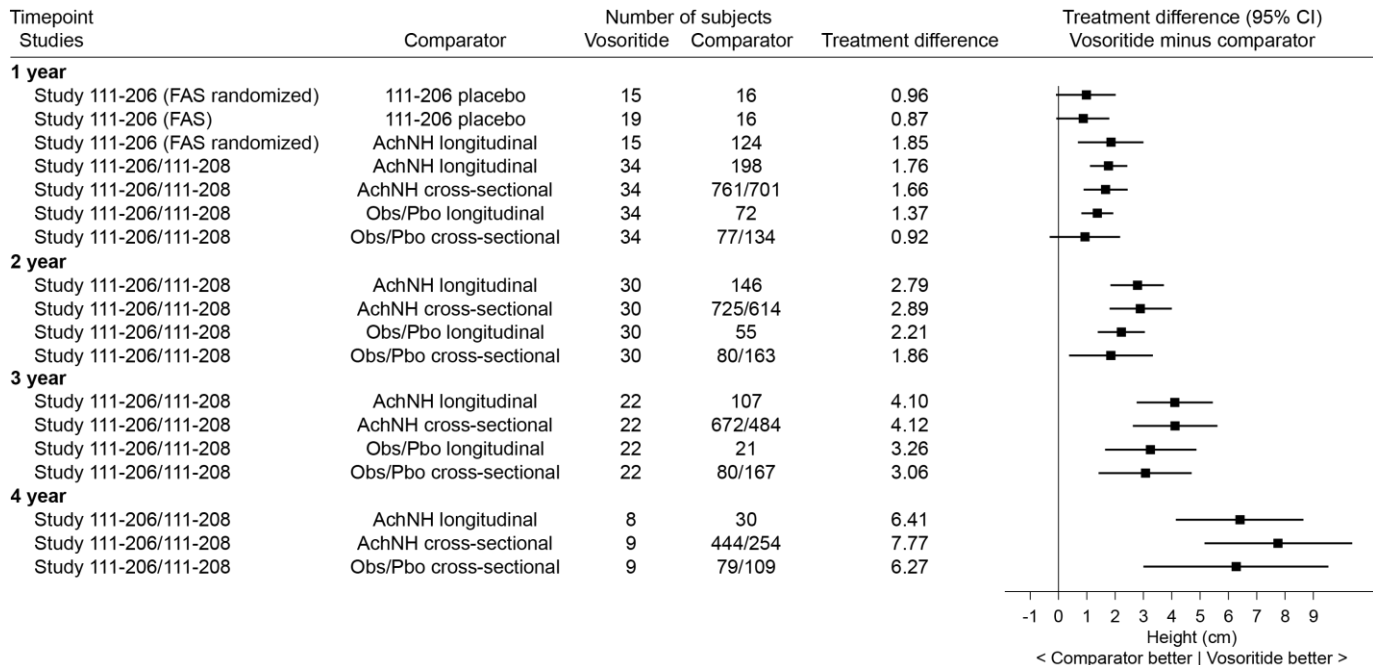 Timepoint Number of subjects Treatment difference (95% CI)
Studies Comparator Vosoritide Comparator Treatment difference Vosoritide minus comparator
1 year
Study 111-206 (FAS randomized) 111-206 placebo 15 16 0.96
Study 111-206 (FAS) 111-206 placebo 19 16 0.87
Study 111-206 (FAS randomized) AchNH longitudinal 15 124 1.85
Study 111-206/111-208 AchNH longitudinal 34 198 1.76
Study 111-206/111-208 AchNH cross-sectional 34 761/701 1.66
Study 111-206/111-208 Obs/Pbo longitudinal 34 72 1.37
Study 111-206/111-208 Obs/Pbo cross-sectional 34 77/134 0.92
2 year
Study 111-206/111-208 AchNH longitudinal 30 146 2.79
Study 111-206/111-208 AchNH cross-sectional 30 725/614 2.89
Study 111-206/111-208 Obs/Pbo longitudinal 30 55 2.21
Study 111-206/111-208 Obs/Pbo cross-sectional 30 80/163 1.86
3 year
Study 111-206/111-208 AchNH longitudinal 22 107 4.10
Study 111-206/111-208 AchNH cross-sectional 22 672/484 4.12
Study 111-206/111-208 Obs/Pbo longitudinal 22 21 3.26
Study 111-206/111-208 Obs/Pbo cross-sectional 22 80/167 3.06
4 year
Study 111-206/111-208 AchNH longitudinal 8 30 6.41
Study 111-206/111-208 AchNH cross-sectional 9 444/254 7.77
Study 111-206/111-208 Obs/Pbo cross-sectional 9 79/109 6.27
-1 0 1 2 3 4 5 6 7 8 9
Height (cm)
< Comparator better | Vosoritide better >